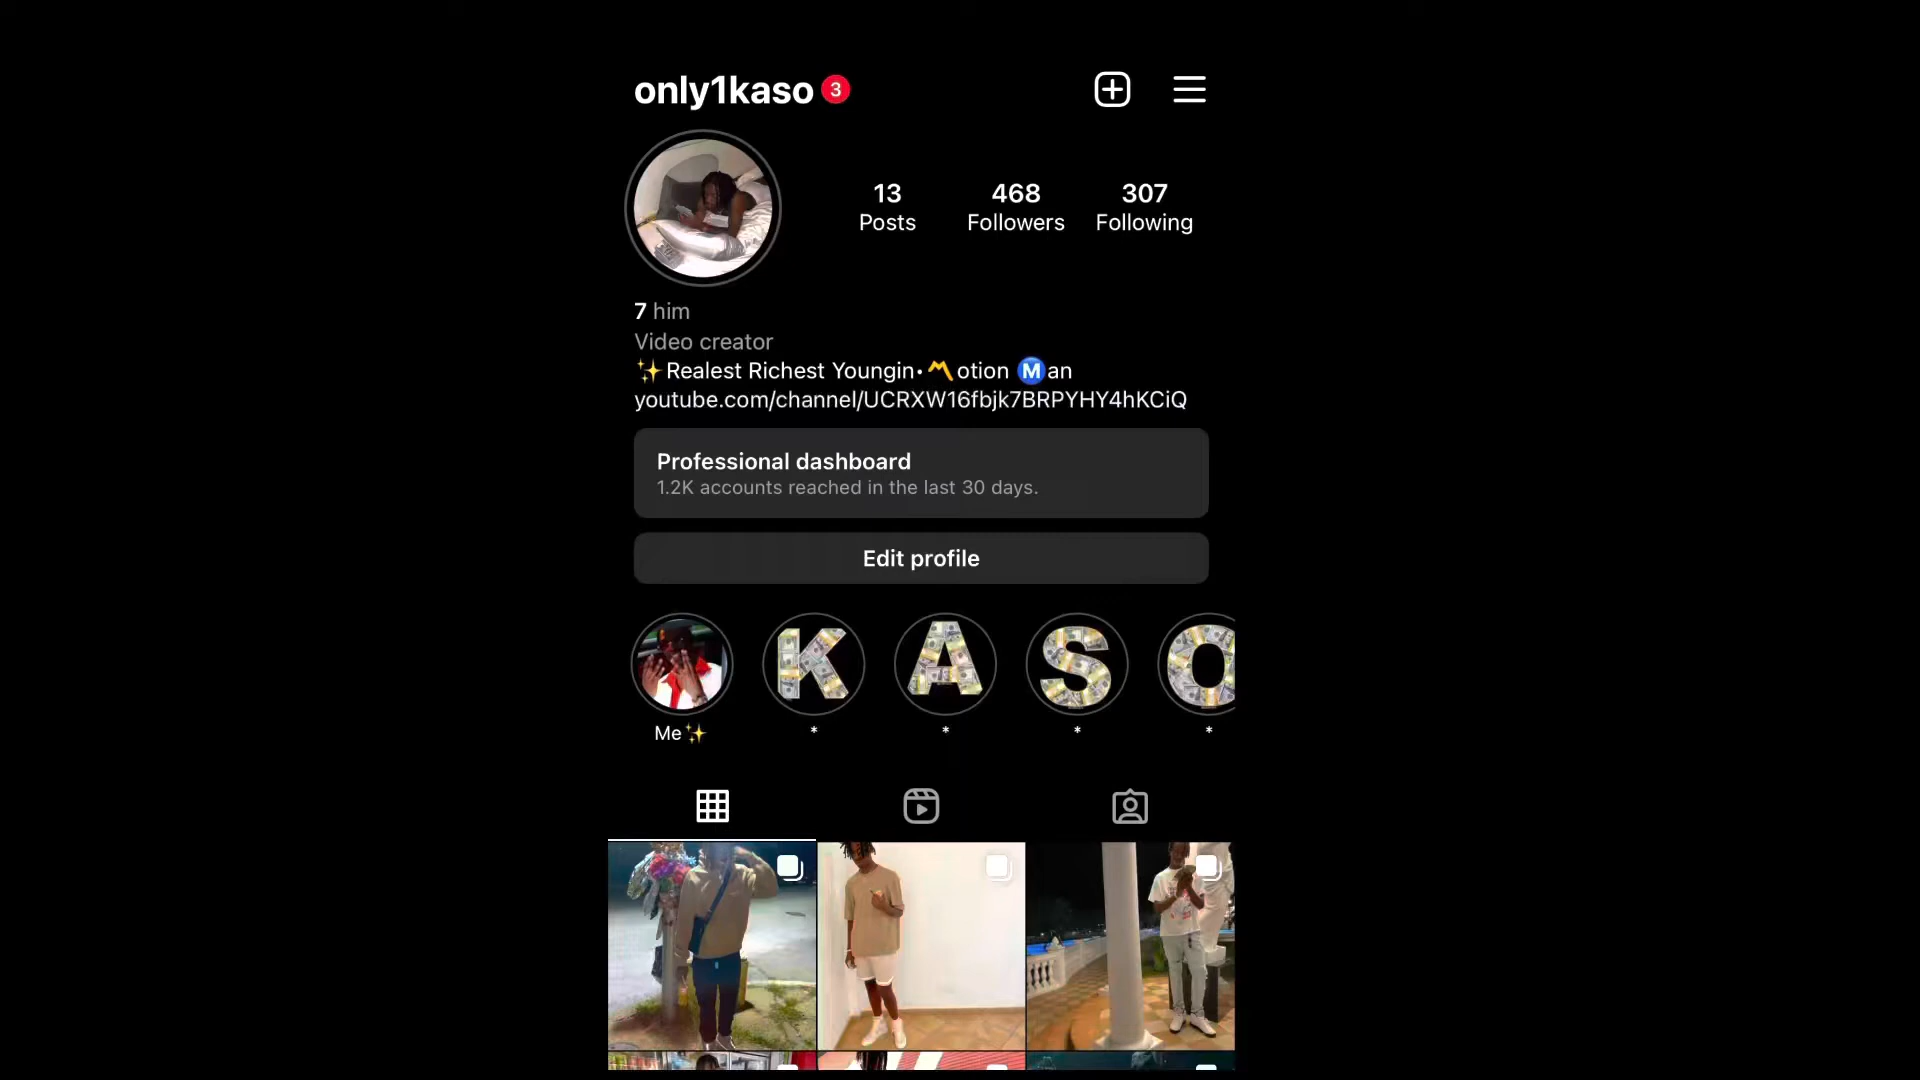 only1kaso 3
13 468 307
Posts Followers Following
7 him
Video creator
✨Realest Richest Youngin•〽️otion Ⓜ️an
youtube.com/channel/UCRXW16fbjk7BRPYHY4hKCiQ
Professional dashboard
1.2K accounts reached in the last 30 days.
Edit profile
K A S O
Me✨ * * * *